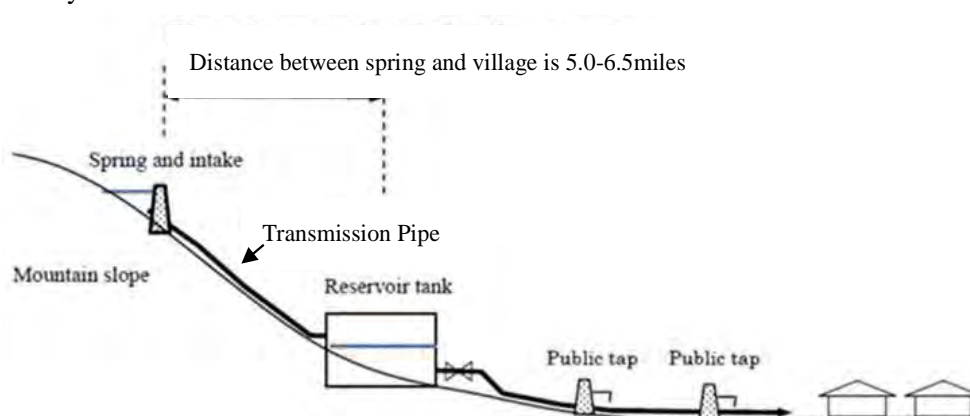 Distance between spring and village is 5.0-6.5miles
Spring and intake
Transmission Pipe
Mountain slope
Reservoir tank
Public tap
Public tap